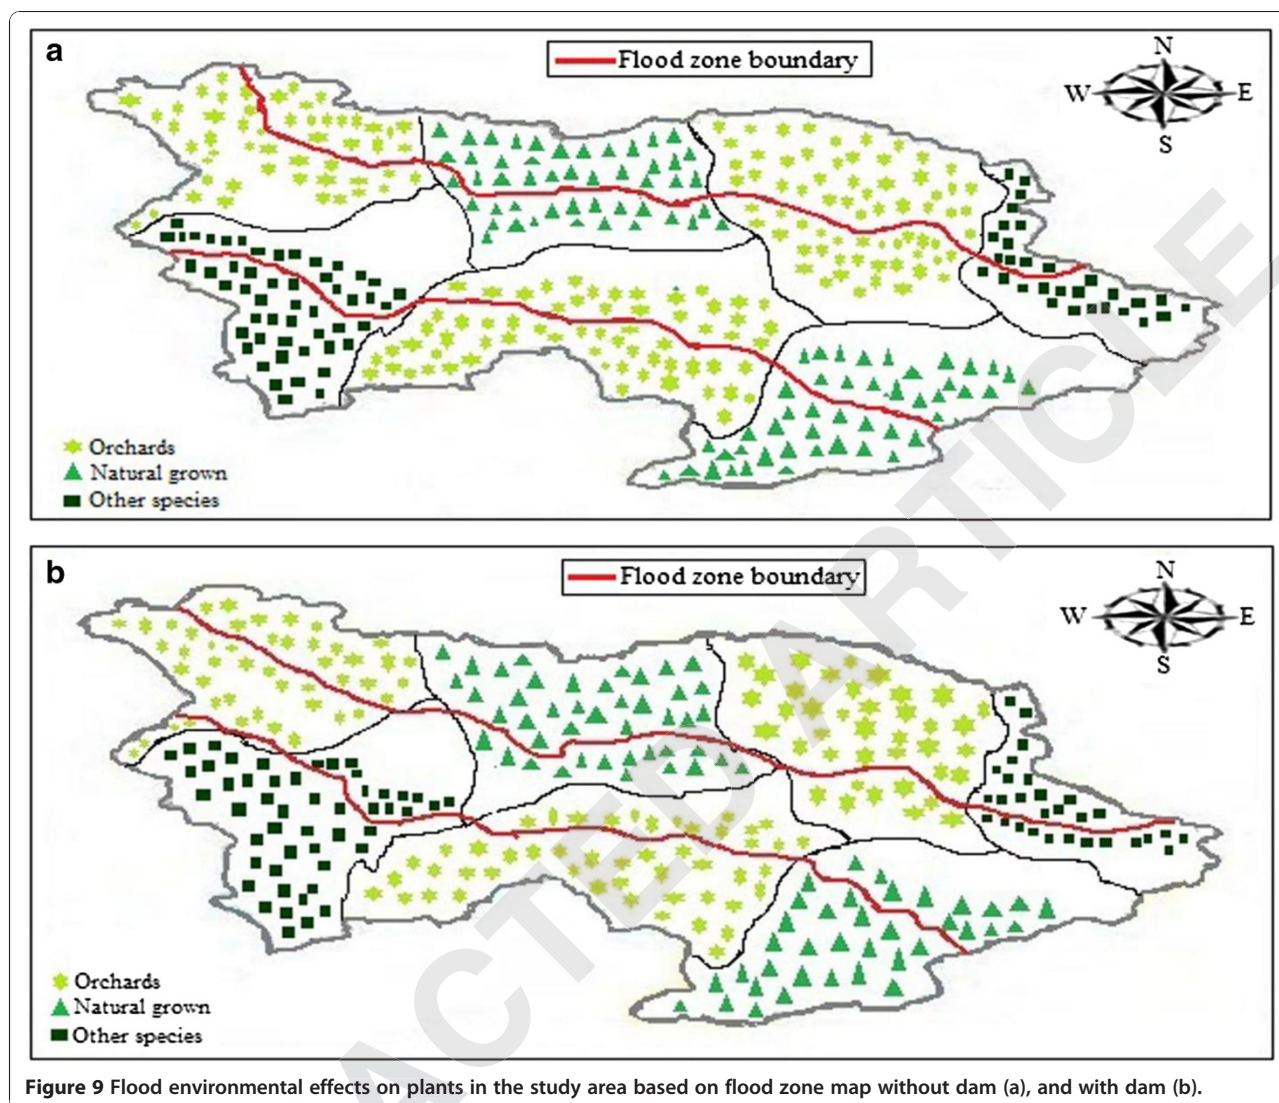 a
Flood zone boundary
N
W E
S
Orchards
Natural grown
Other species
b
Flood zone boundary
N
W E
S
Orchards
Natural grown
Other species
ACTED ARTICLE
Figure 9 Flood environmental effects on plants in the study area based on flood zone map without dam (a), and with dam (b).